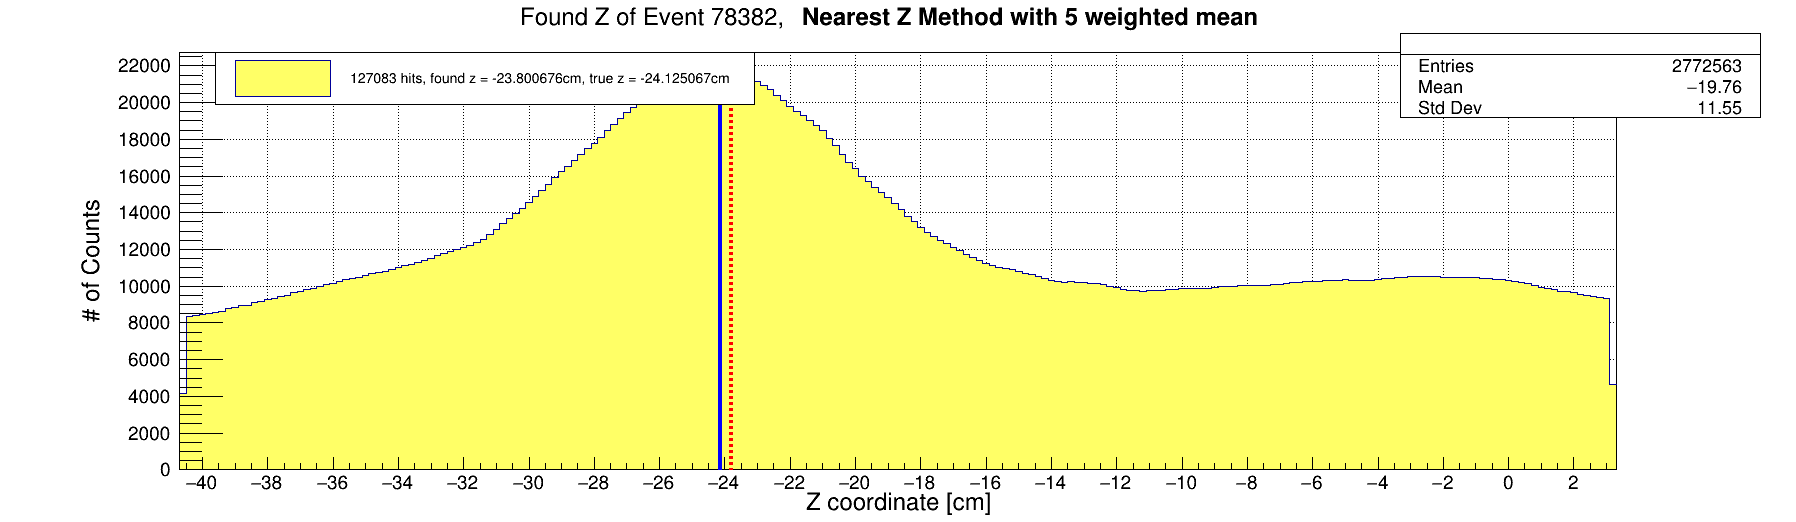 Found Z of Event 78382, Nearest Z Method with 5 weighted mean
127083 hits, found z = -23.800676cm, true z = -24.125067cm
Entries 2772563
Mean −19.76
Std Dev 11.55
# of Counts
22000
20000
18000
16000
14000
12000
10000
8000
6000
4000
2000
0
−40 −38 −36 −34 −32 −30 −28 −26 −24 −22 −20 −18 −16 −14 −12 −10 −8 −6 −4 −2 0 2
Z coordinate [cm]